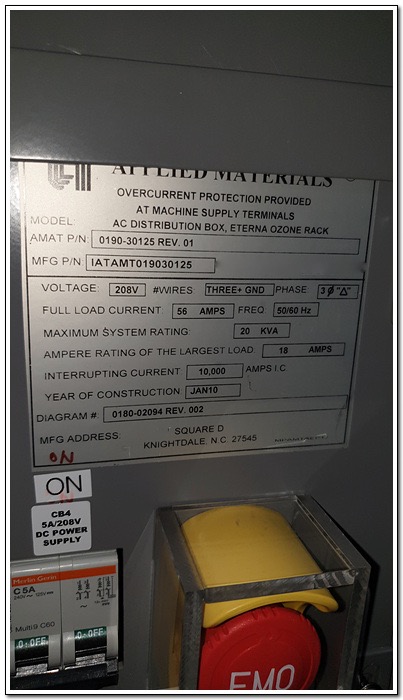 APPLIED MATERIALS ®
OVERCURRENT PROTECTION PROVIDED
AT MACHINE SUPPLY TERMINALS
MODEL: AC DISTRIBUTION BOX, ETERNA OZONE RACK
AMAT P/N: 0190-30125 REV. 01
MFG P/N: IATAMT019030125
VOLTAGE: 208V #WIRES: THREE+ GND PHASE: 3 Ø "Δ"
FULL LOAD CURRENT: 56 AMPS FREQ 50/60 Hz
MAXIMUM SYSTEM RATING: 20 KVA
AMPERE RATING OF THE LARGEST LOAD: 18 AMPS
INTERRUPTING CURRENT: 10,000 AMPS I.C.
YEAR OF CONSTRUCTION: JAN10
DIAGRAM #: 0180-02094 REV. 002
MFG ADDRESS: SQUARE D
KNIGHTDALE, N.C. 27545
ON
ON
CB4
5A/208V
DC POWER
SUPPLY
Merlin Gerin
C5A
Multi9 C60
O:OFF
O:OFF
EMO